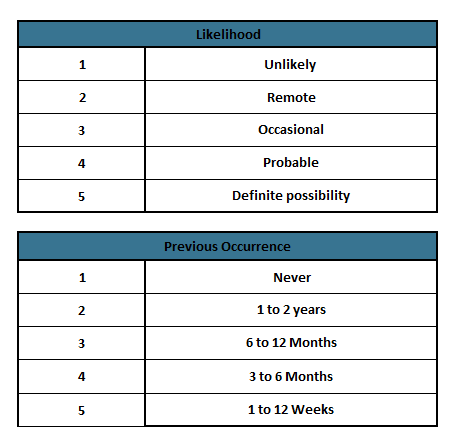 Likelihood
1 Unlikely
2 Remote
3 Occasional
4 Probable
5 Definite possibility
Previous Occurrence
1 Never
2 1 to 2 years
3 6 to 12 Months
4 3 to 6 Months
5 1 to 12 Weeks